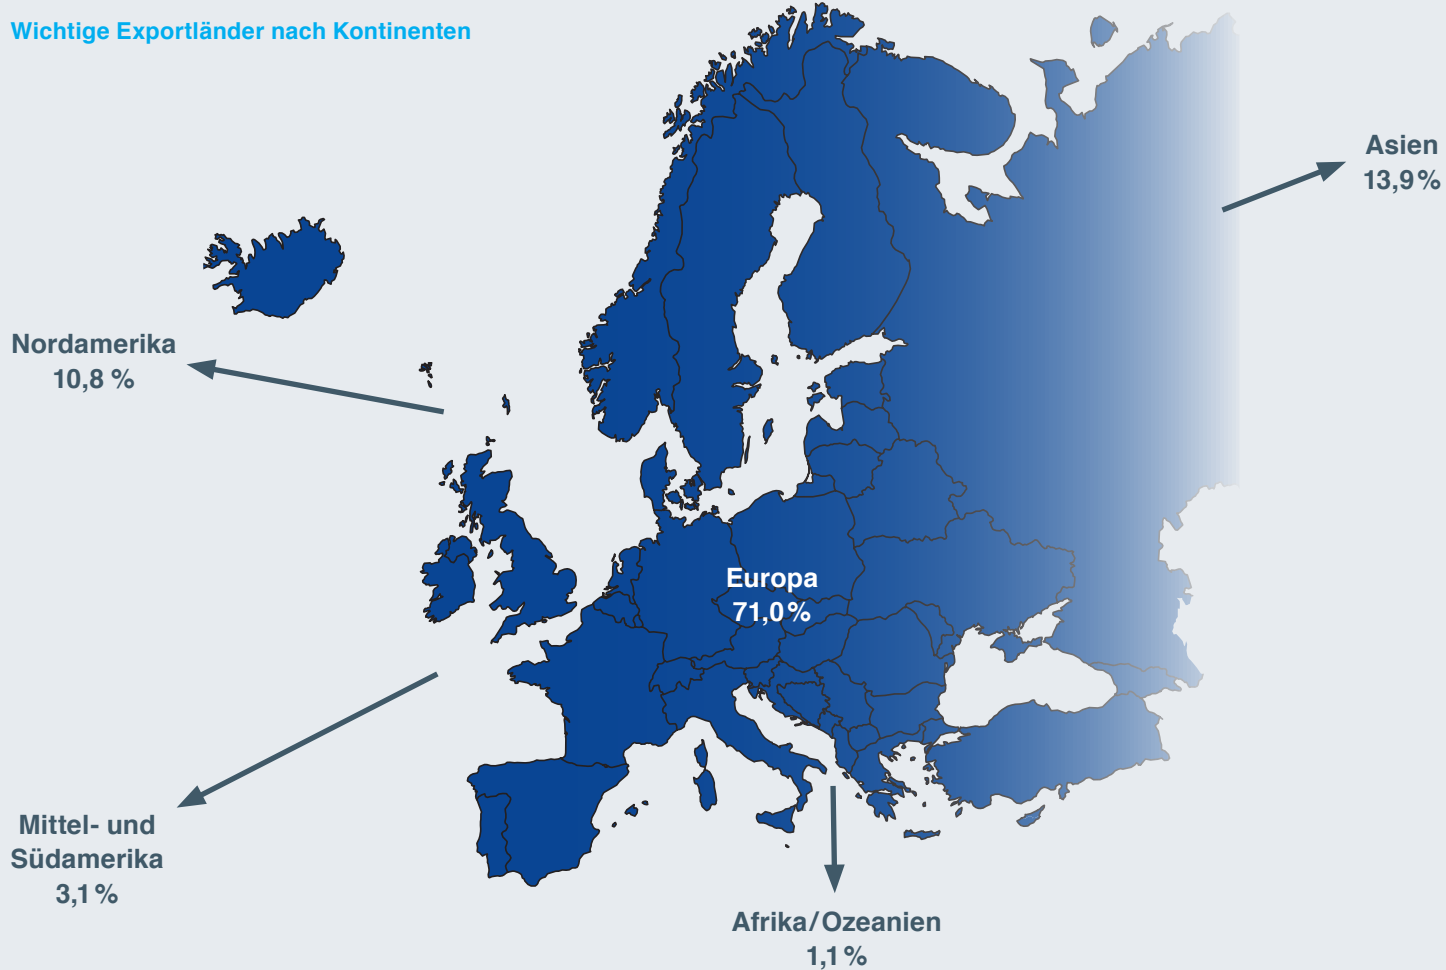 Wichtige Exportländer nach Kontinenten
Asien
13,9 %
Nordamerika
10,8 %
Europa
71,0 %
Mittel- und
Südamerika
3,1 %
Afrika/Ozeanien
1,1 %